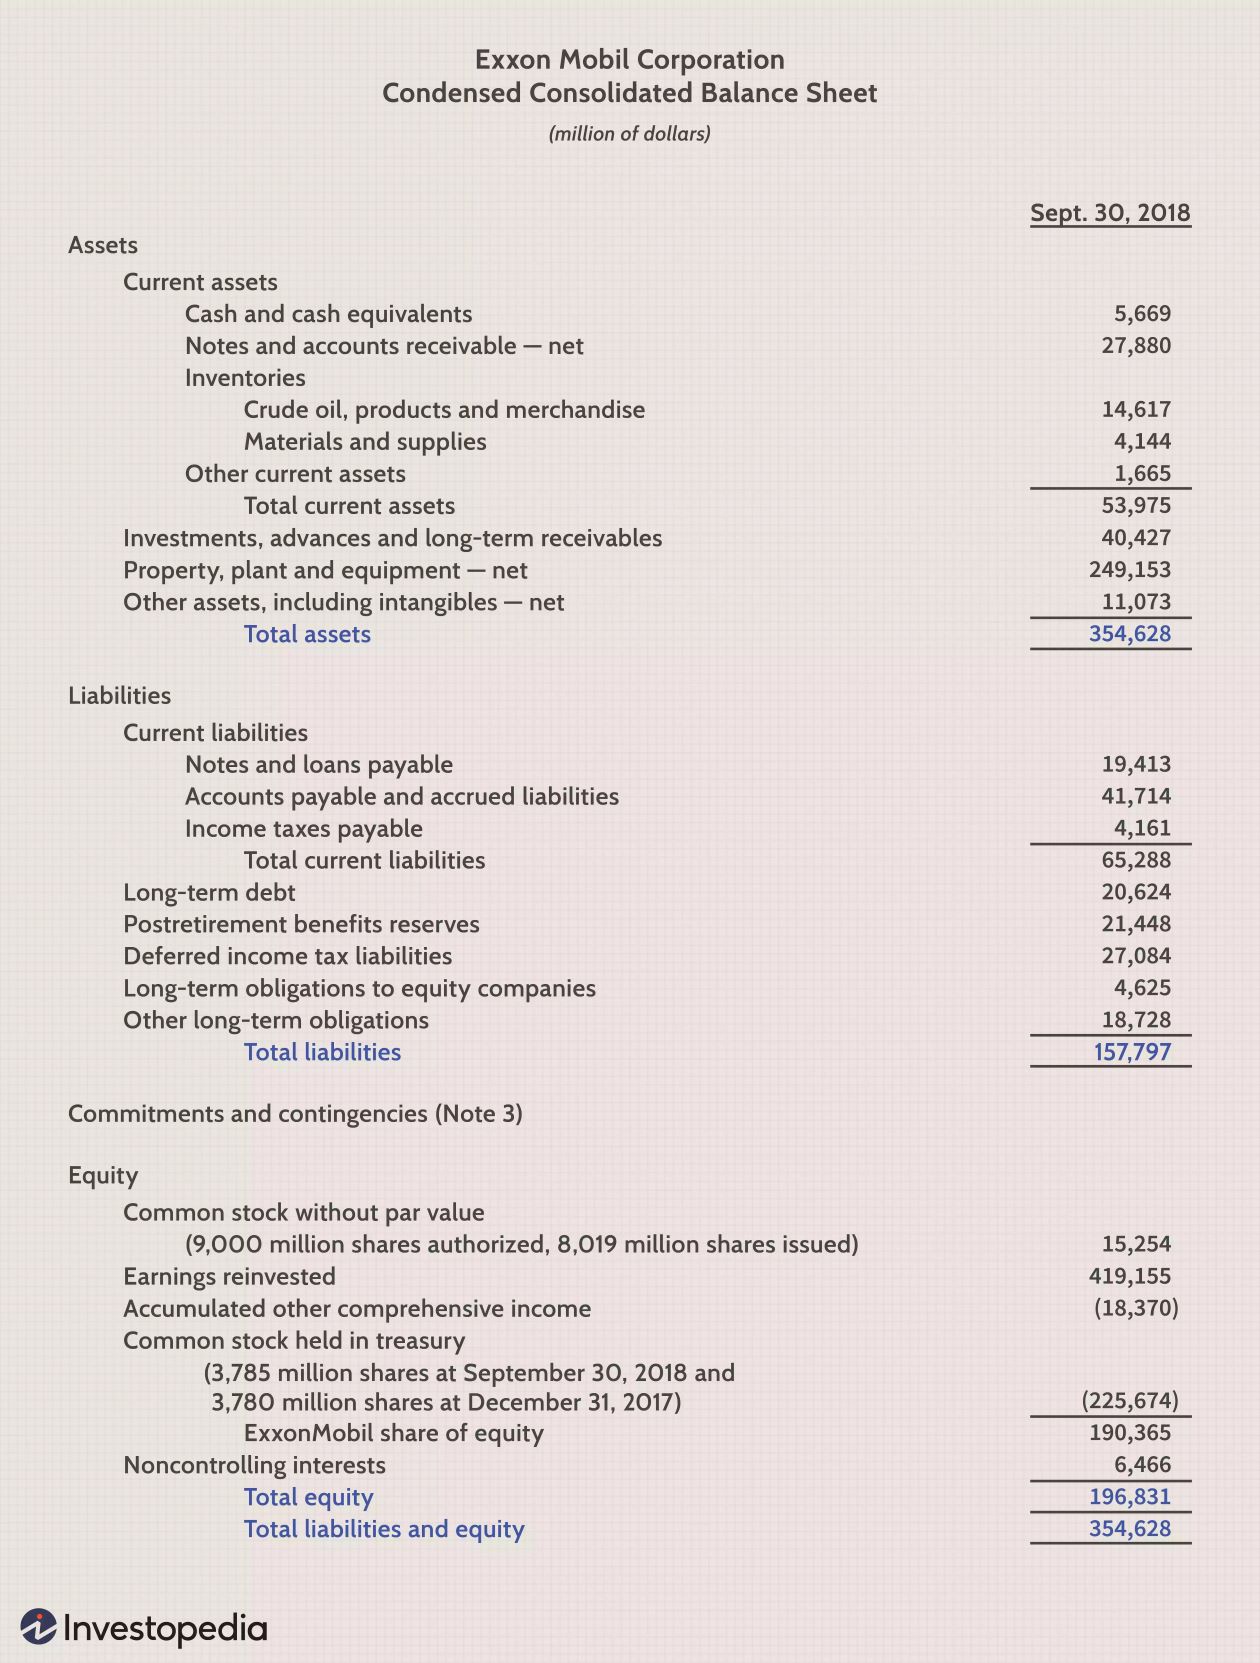 Exxon Mobil Corporation
Condensed Consolidated Balance Sheet
(million of dollars)
Sept. 30, 2018
Assets
Current assets
Cash and cash equivalents 5,669
Notes and accounts receivable — net 27,880
Inventories
Crude oil, products and merchandise 14,617
Materials and supplies 4,144
Other current assets 1,665
Total current assets 53,975
Investments, advances and long-term receivables 40,427
Property, plant and equipment — net 249,153
Other assets, including intangibles — net 11,073
Total assets 354,628
Liabilities
Current liabilities
Notes and loans payable 19,413
Accounts payable and accrued liabilities 41,714
Income taxes payable 4,161
Total current liabilities 65,288
Long-term debt 20,624
Postretirement benefits reserves 21,448
Deferred income tax liabilities 27,084
Long-term obligations to equity companies 4,625
Other long-term obligations 18,728
Total liabilities 157,797
Commitments and contingencies (Note 3)
Equity
Common stock without par value
(9,000 million shares authorized, 8,019 million shares issued) 15,254
Earnings reinvested 419,155
Accumulated other comprehensive income (18,370)
Common stock held in treasury
(3,785 million shares at September 30, 2018 and
3,780 million shares at December 31, 2017) (225,674)
ExxonMobil share of equity 190,365
Noncontrolling interests 6,466
Total equity 196,831
Total liabilities and equity 354,628
Investopedia